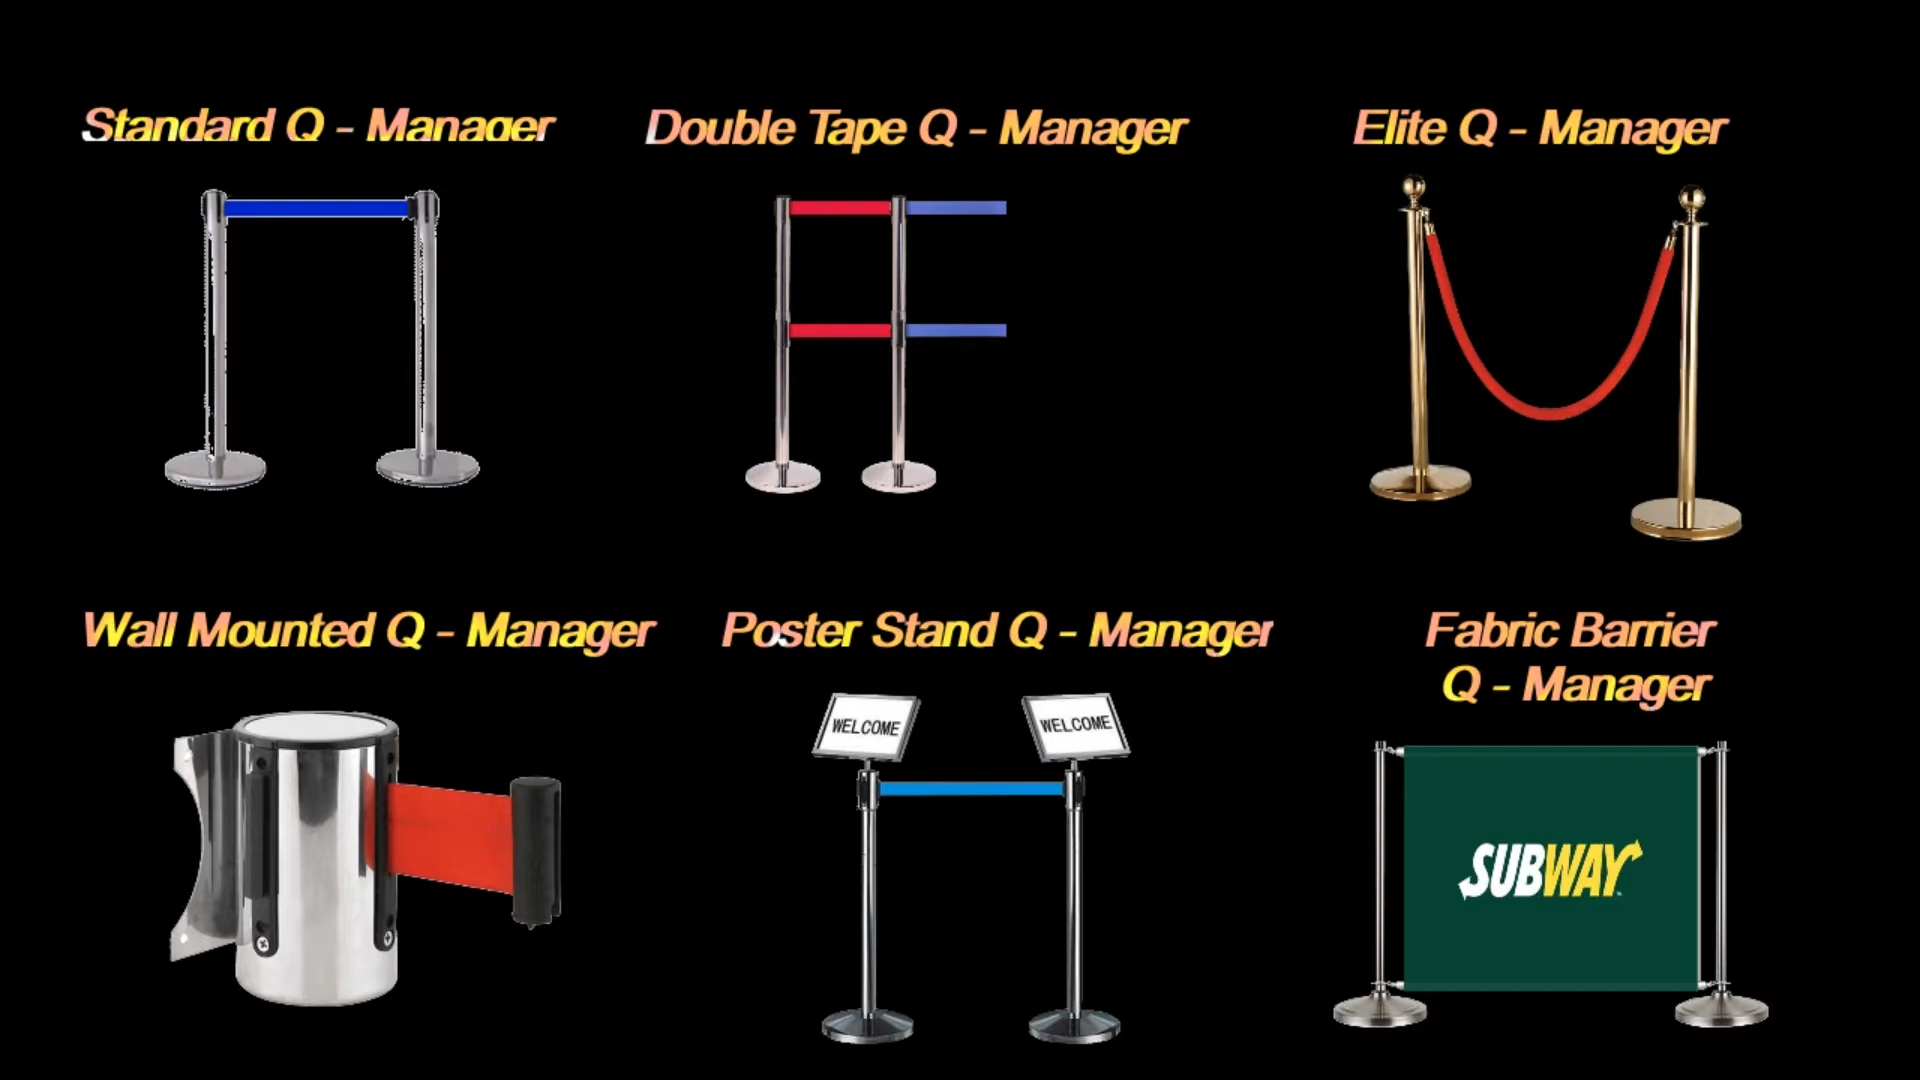 Standard Q - Manager
Double Tape Q - Manager
Elite Q - Manager
Wall Mounted Q - Manager
Poster Stand Q - Manager
Fabric Barrier
Q - Manager
WELCOME
WELCOME
SUBWAY